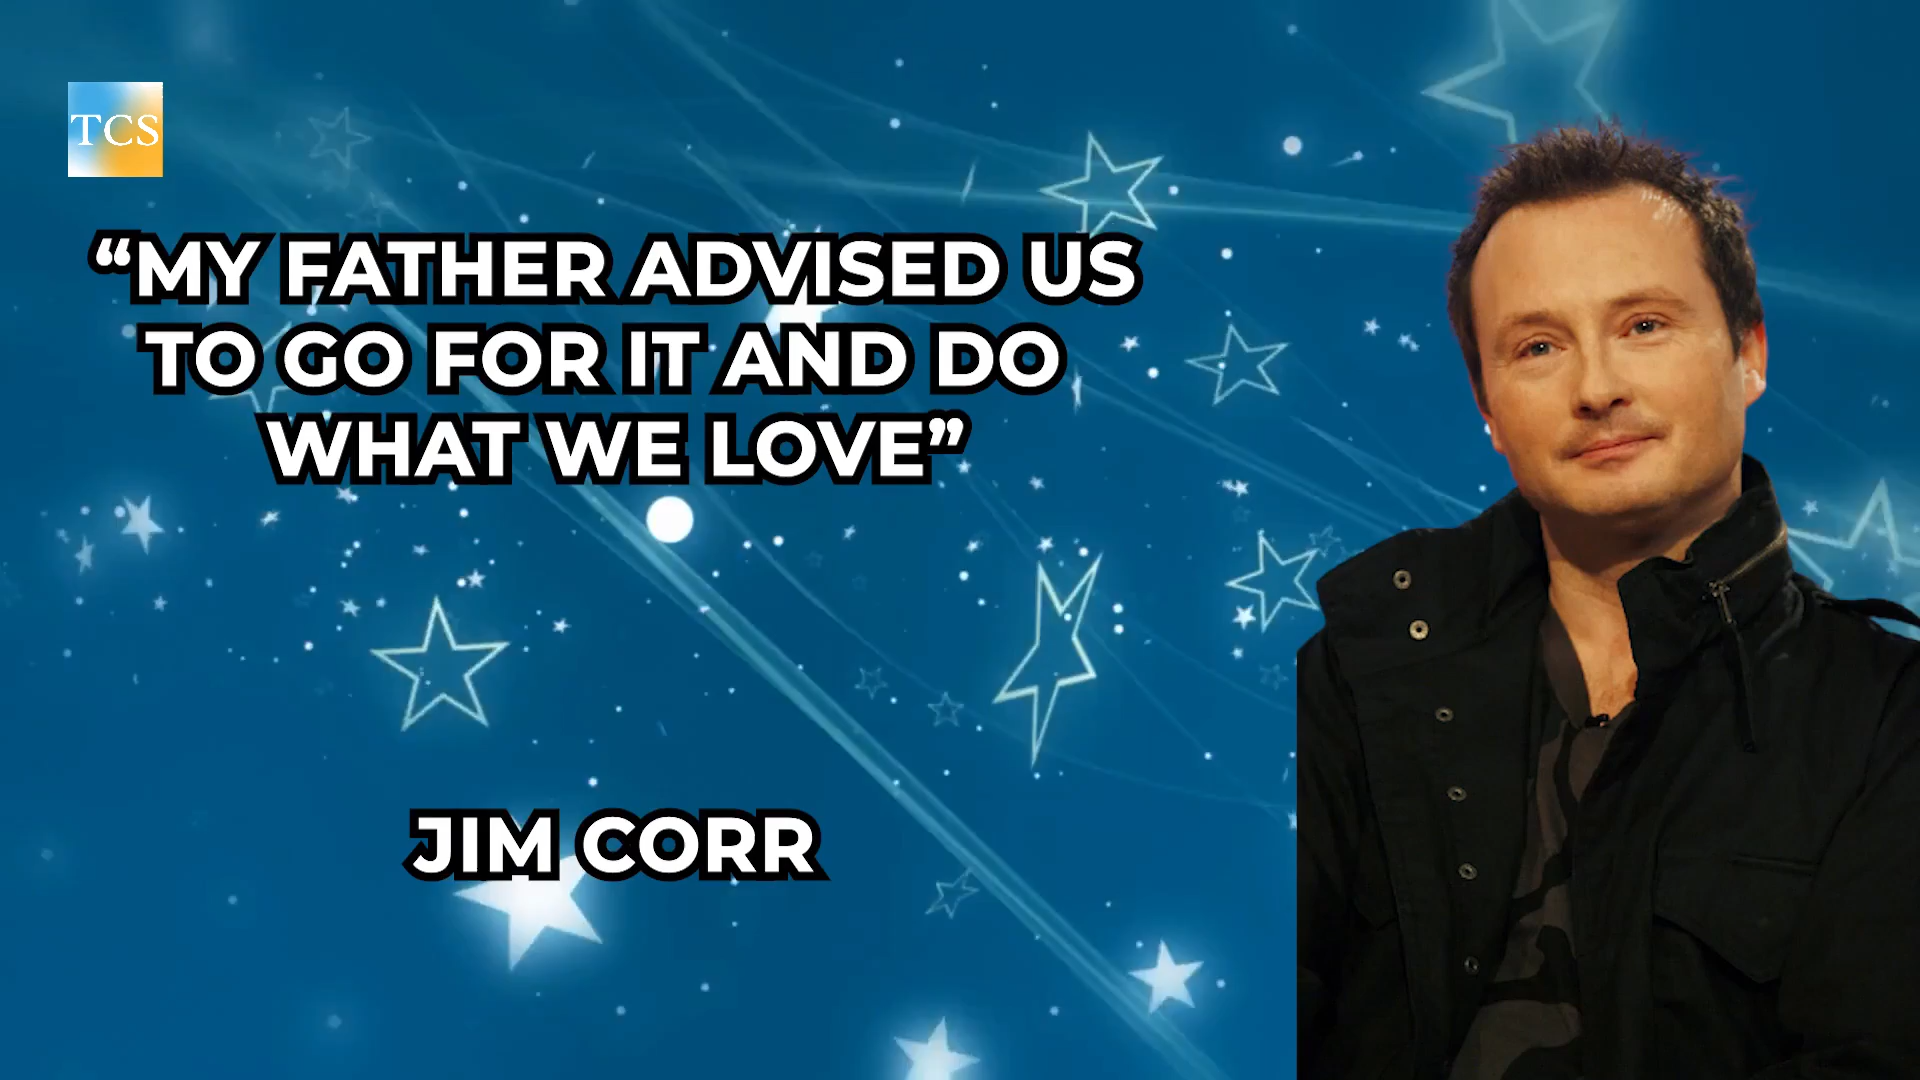 TCS
“MY FATHER ADVISED US
TO GO FOR IT AND DO
WHAT WE LOVE”
JIM CORR